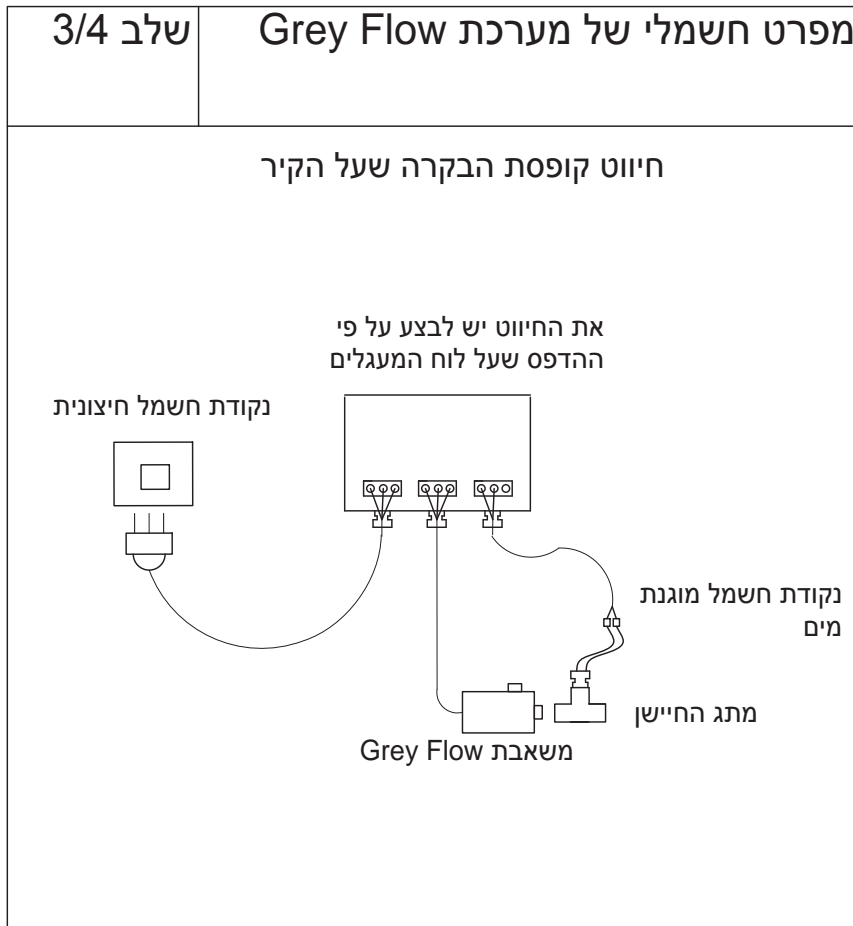 מפרט חשמלי של מערכת Grey Flow
שלב 3/4
חיווט קופסת הבקרה שעל הקיר
את החיווט יש לבצע על פי
ההדפס שעל לוח המעגלים
נקודת חשמל חיצונית
נקודת חשמל מוגנת
מים
מתג החיישן
משאבת Grey Flow